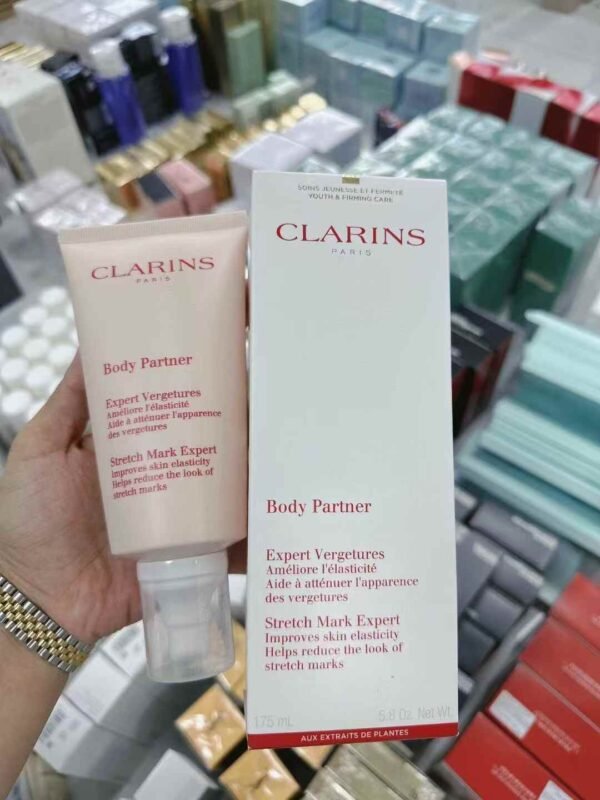 CLARINS
PARIS
Body Partner
Expert Vergetures
Améliore l'élasticité
Aide à atténuer l'apparence
des vergetures
Stretch Mark Expert
Improves skin elasticity
Helps reduce the look of
stretch marks
SOINS JEUNESSE ET FERMETÉ
YOUTH & FIRMING CARE
CLARINS
PARIS
Body Partner
Expert Vergetures
Améliore l'élasticité
Aide à atténuer l'apparence
des vergetures
Stretch Mark Expert
Improves skin elasticity
Helps reduce the look of
stretch marks
175 mL 5.8 Oz. Net Wt.
AUX EXTRAITS DE PLANTES